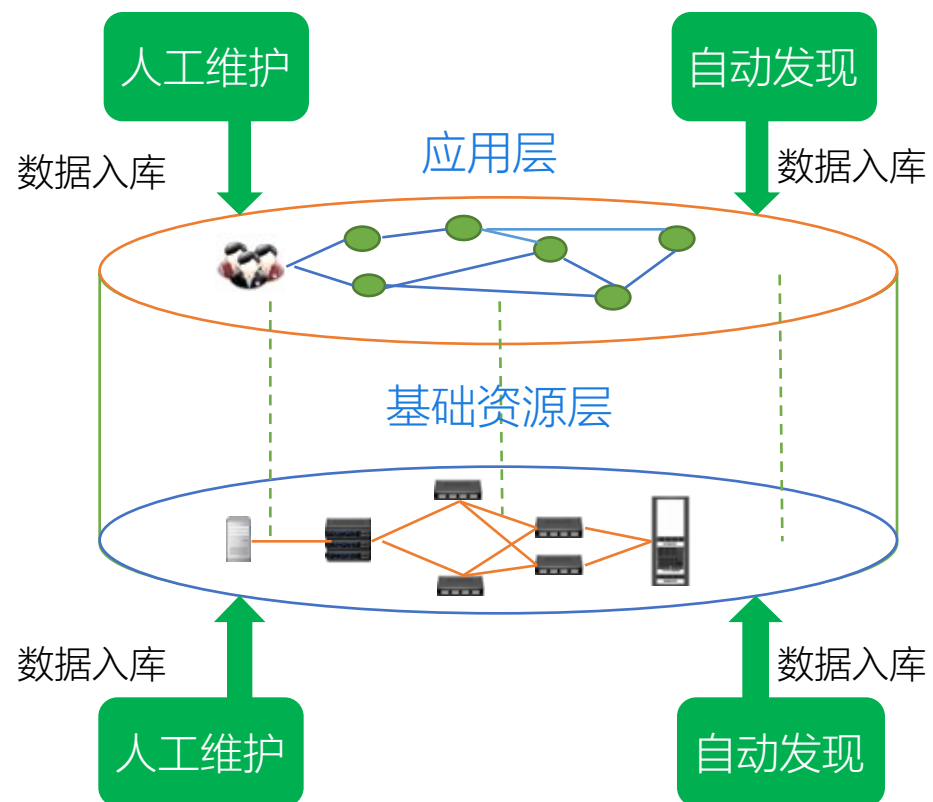 人工维护
自动发现
数据入库
应用层
数据入库
基础资源层
数据入库
数据入库
人工维护
自动发现